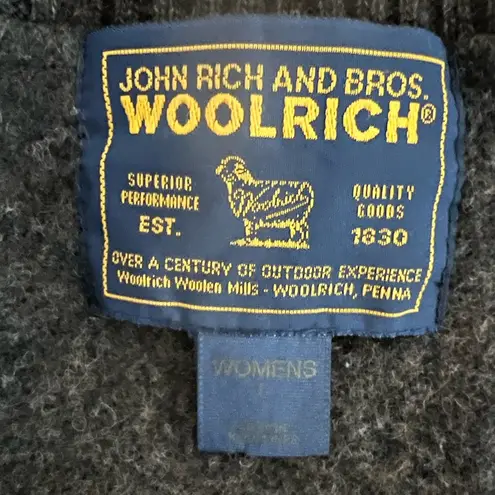 JOHN RICH AND BROS.
WOOLRICH®
SUPERIOR PERFORMANCE
EST.
Woolrich
QUALITY GOODS
1830
OVER A CENTURY OF OUTDOOR EXPERIENCE
Woolrich Woolen Mills - WOOLRICH, PENNA
WOMENS